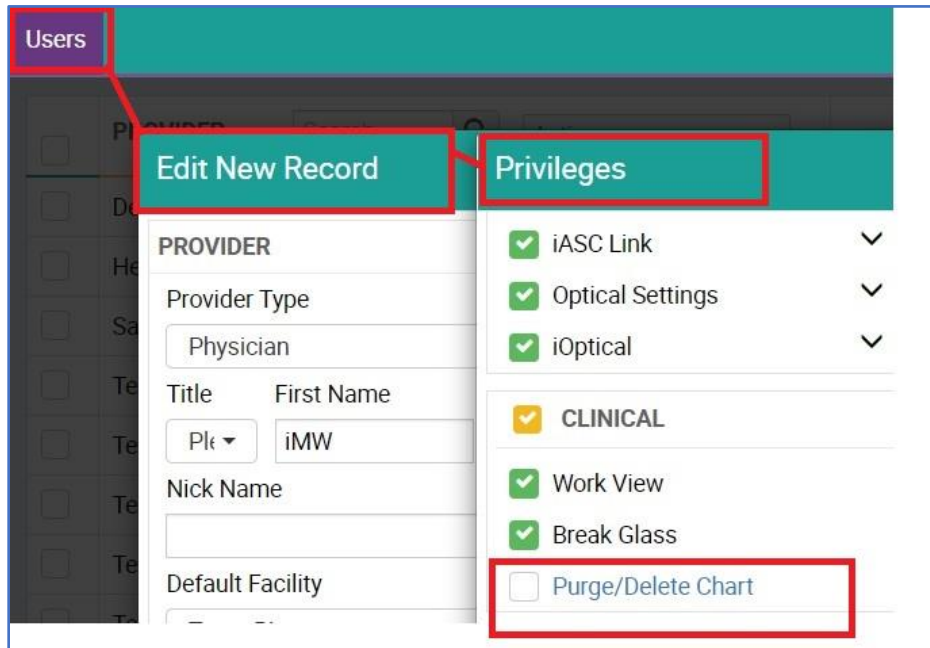 Users
Edit New Record
PROVIDER
Provider Type
Physician
Title First Name
iMW
Nick Name
Default Facility
Privileges
iASC Link
Optical Settings
iOptical
CLINICAL
Work View
Break Glass
Purge/Delete Chart